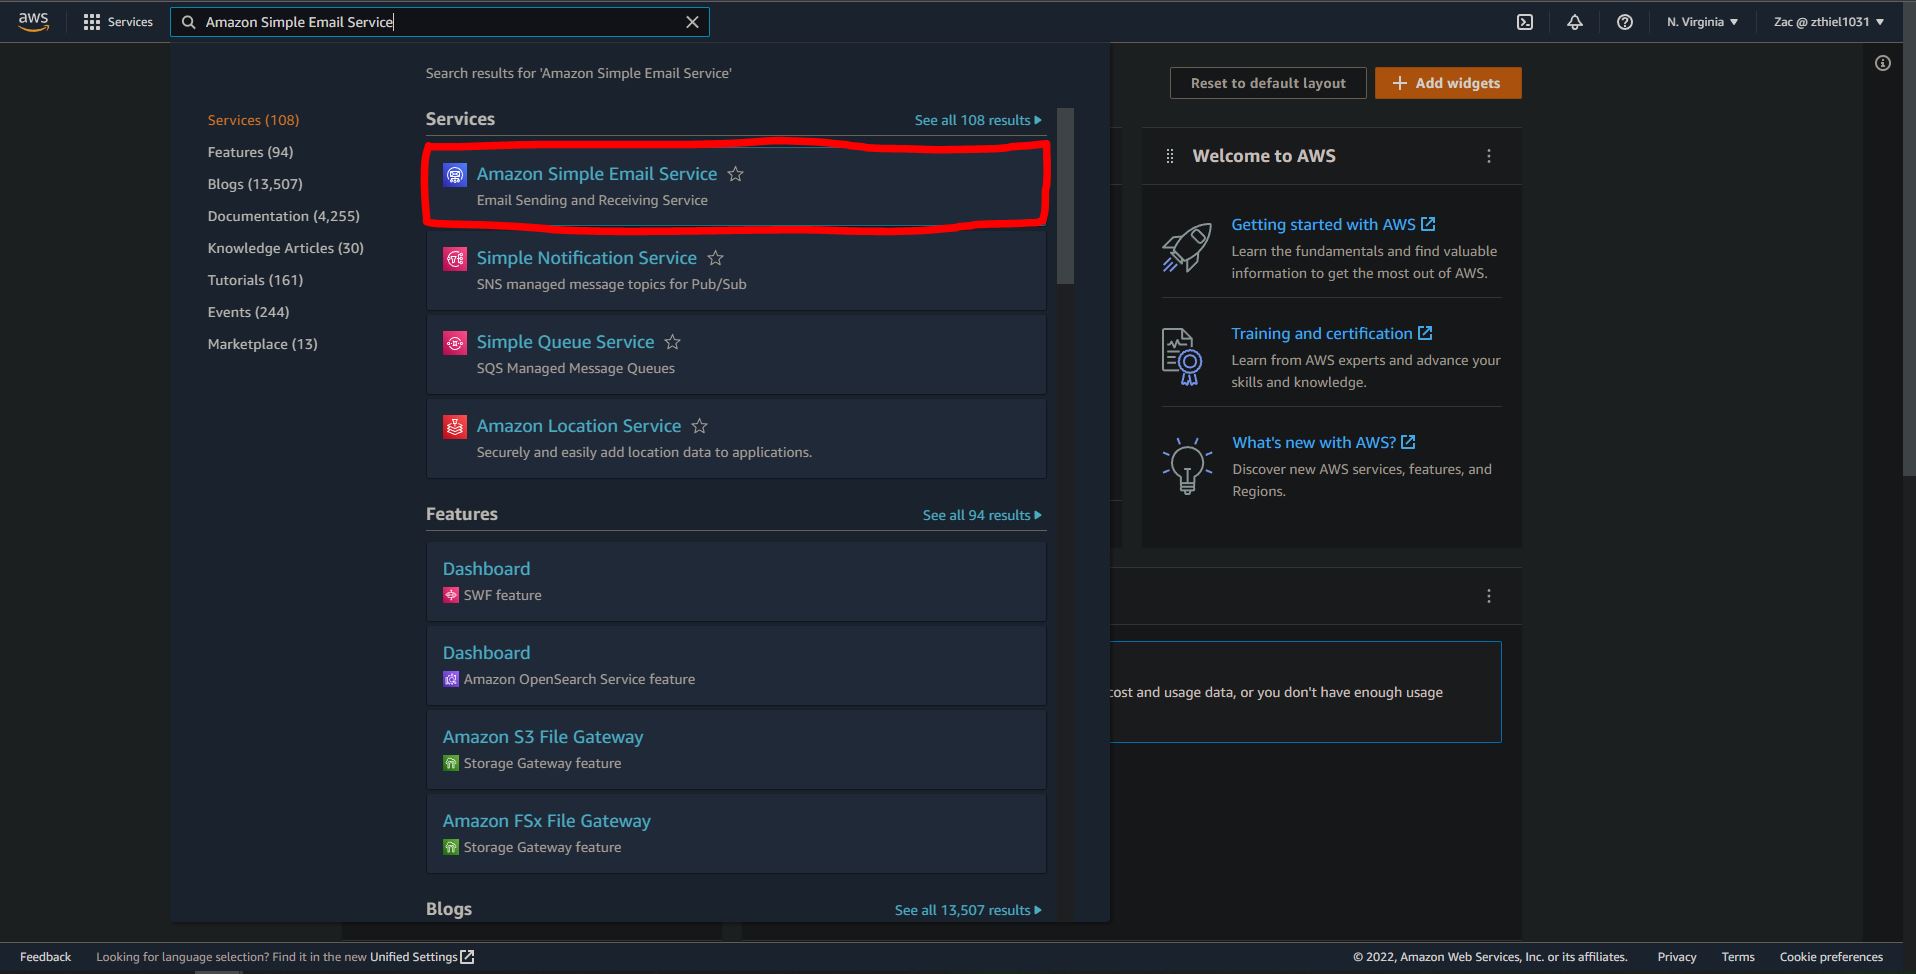 aws
Services
Amazon Simple Email Service
N. Virginia
Zac @ zthiel1031
Search results for 'Amazon Simple Email Service'
Services (108)
Features (94)
Blogs (13,507)
Documentation (4,255)
Knowledge Articles (30)
Tutorials (161)
Events (244)
Marketplace (13)
Services
See all 108 results
Amazon Simple Email Service
Email Sending and Receiving Service
Simple Notification Service
SNS managed message topics for Pub/Sub
Simple Queue Service
SQS Managed Message Queues
Amazon Location Service
Securely and easily add location data to applications.
Features
See all 94 results
Dashboard
SWF feature
Dashboard
Amazon OpenSearch Service feature
Amazon S3 File Gateway
Storage Gateway feature
Amazon FSx File Gateway
Storage Gateway feature
Blogs
See all 13,507 results
Reset to default layout
Add widgets
Welcome to AWS
Getting started with AWS
Learn the fundamentals and find valuable
information to get the most out of AWS.
Training and certification
Learn from AWS experts and advance your
skills and knowledge.
What's new with AWS?
Discover new AWS services, features, and
Regions.
cost and usage data, or you don't have enough usage
Feedback
Looking for language selection? Find it in the new Unified Settings
© 2022, Amazon Web Services, Inc. or its affiliates.
Privacy
Terms
Cookie preferences